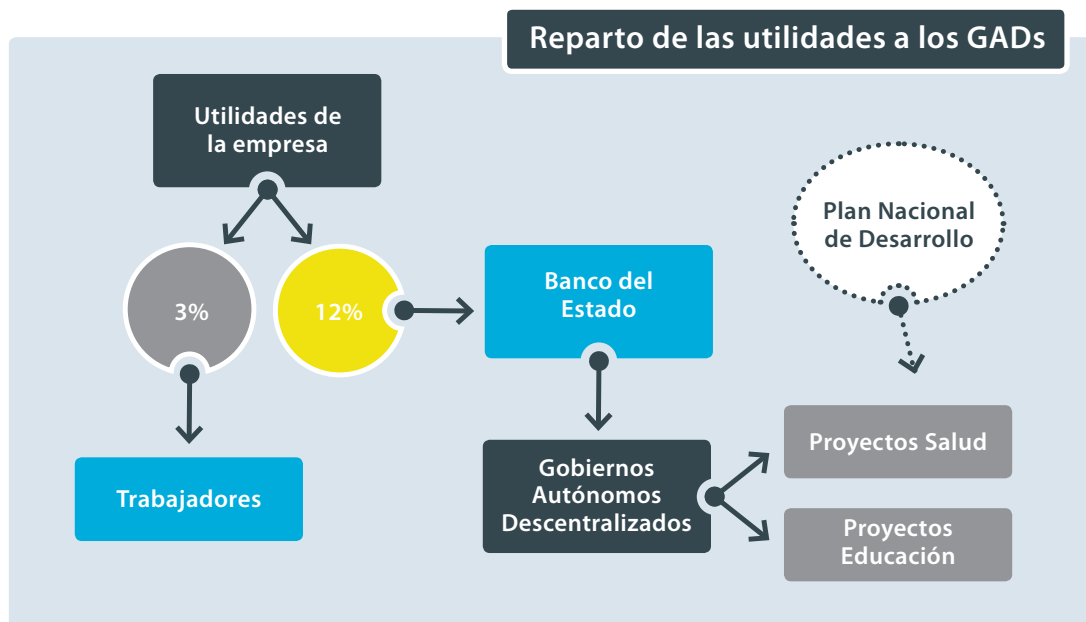 Reparto de las utilidades a los GADs
Utilidades de
la empresa
3%
12%
Trabajadores
Banco del
Estado
Gobiernos
Autónomos
Descentralizados
Plan Nacional
de Desarrollo
Proyectos Salud
Proyectos
Educación